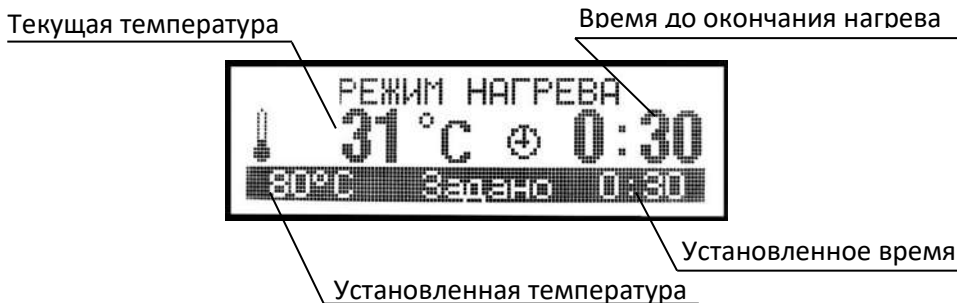 Время до окончания нагрева
Текущая температура
РЕЖИМ НАГРЕВА
31 °C 0:30
80°C Задано 0:30
Установленное время
Установленная температура